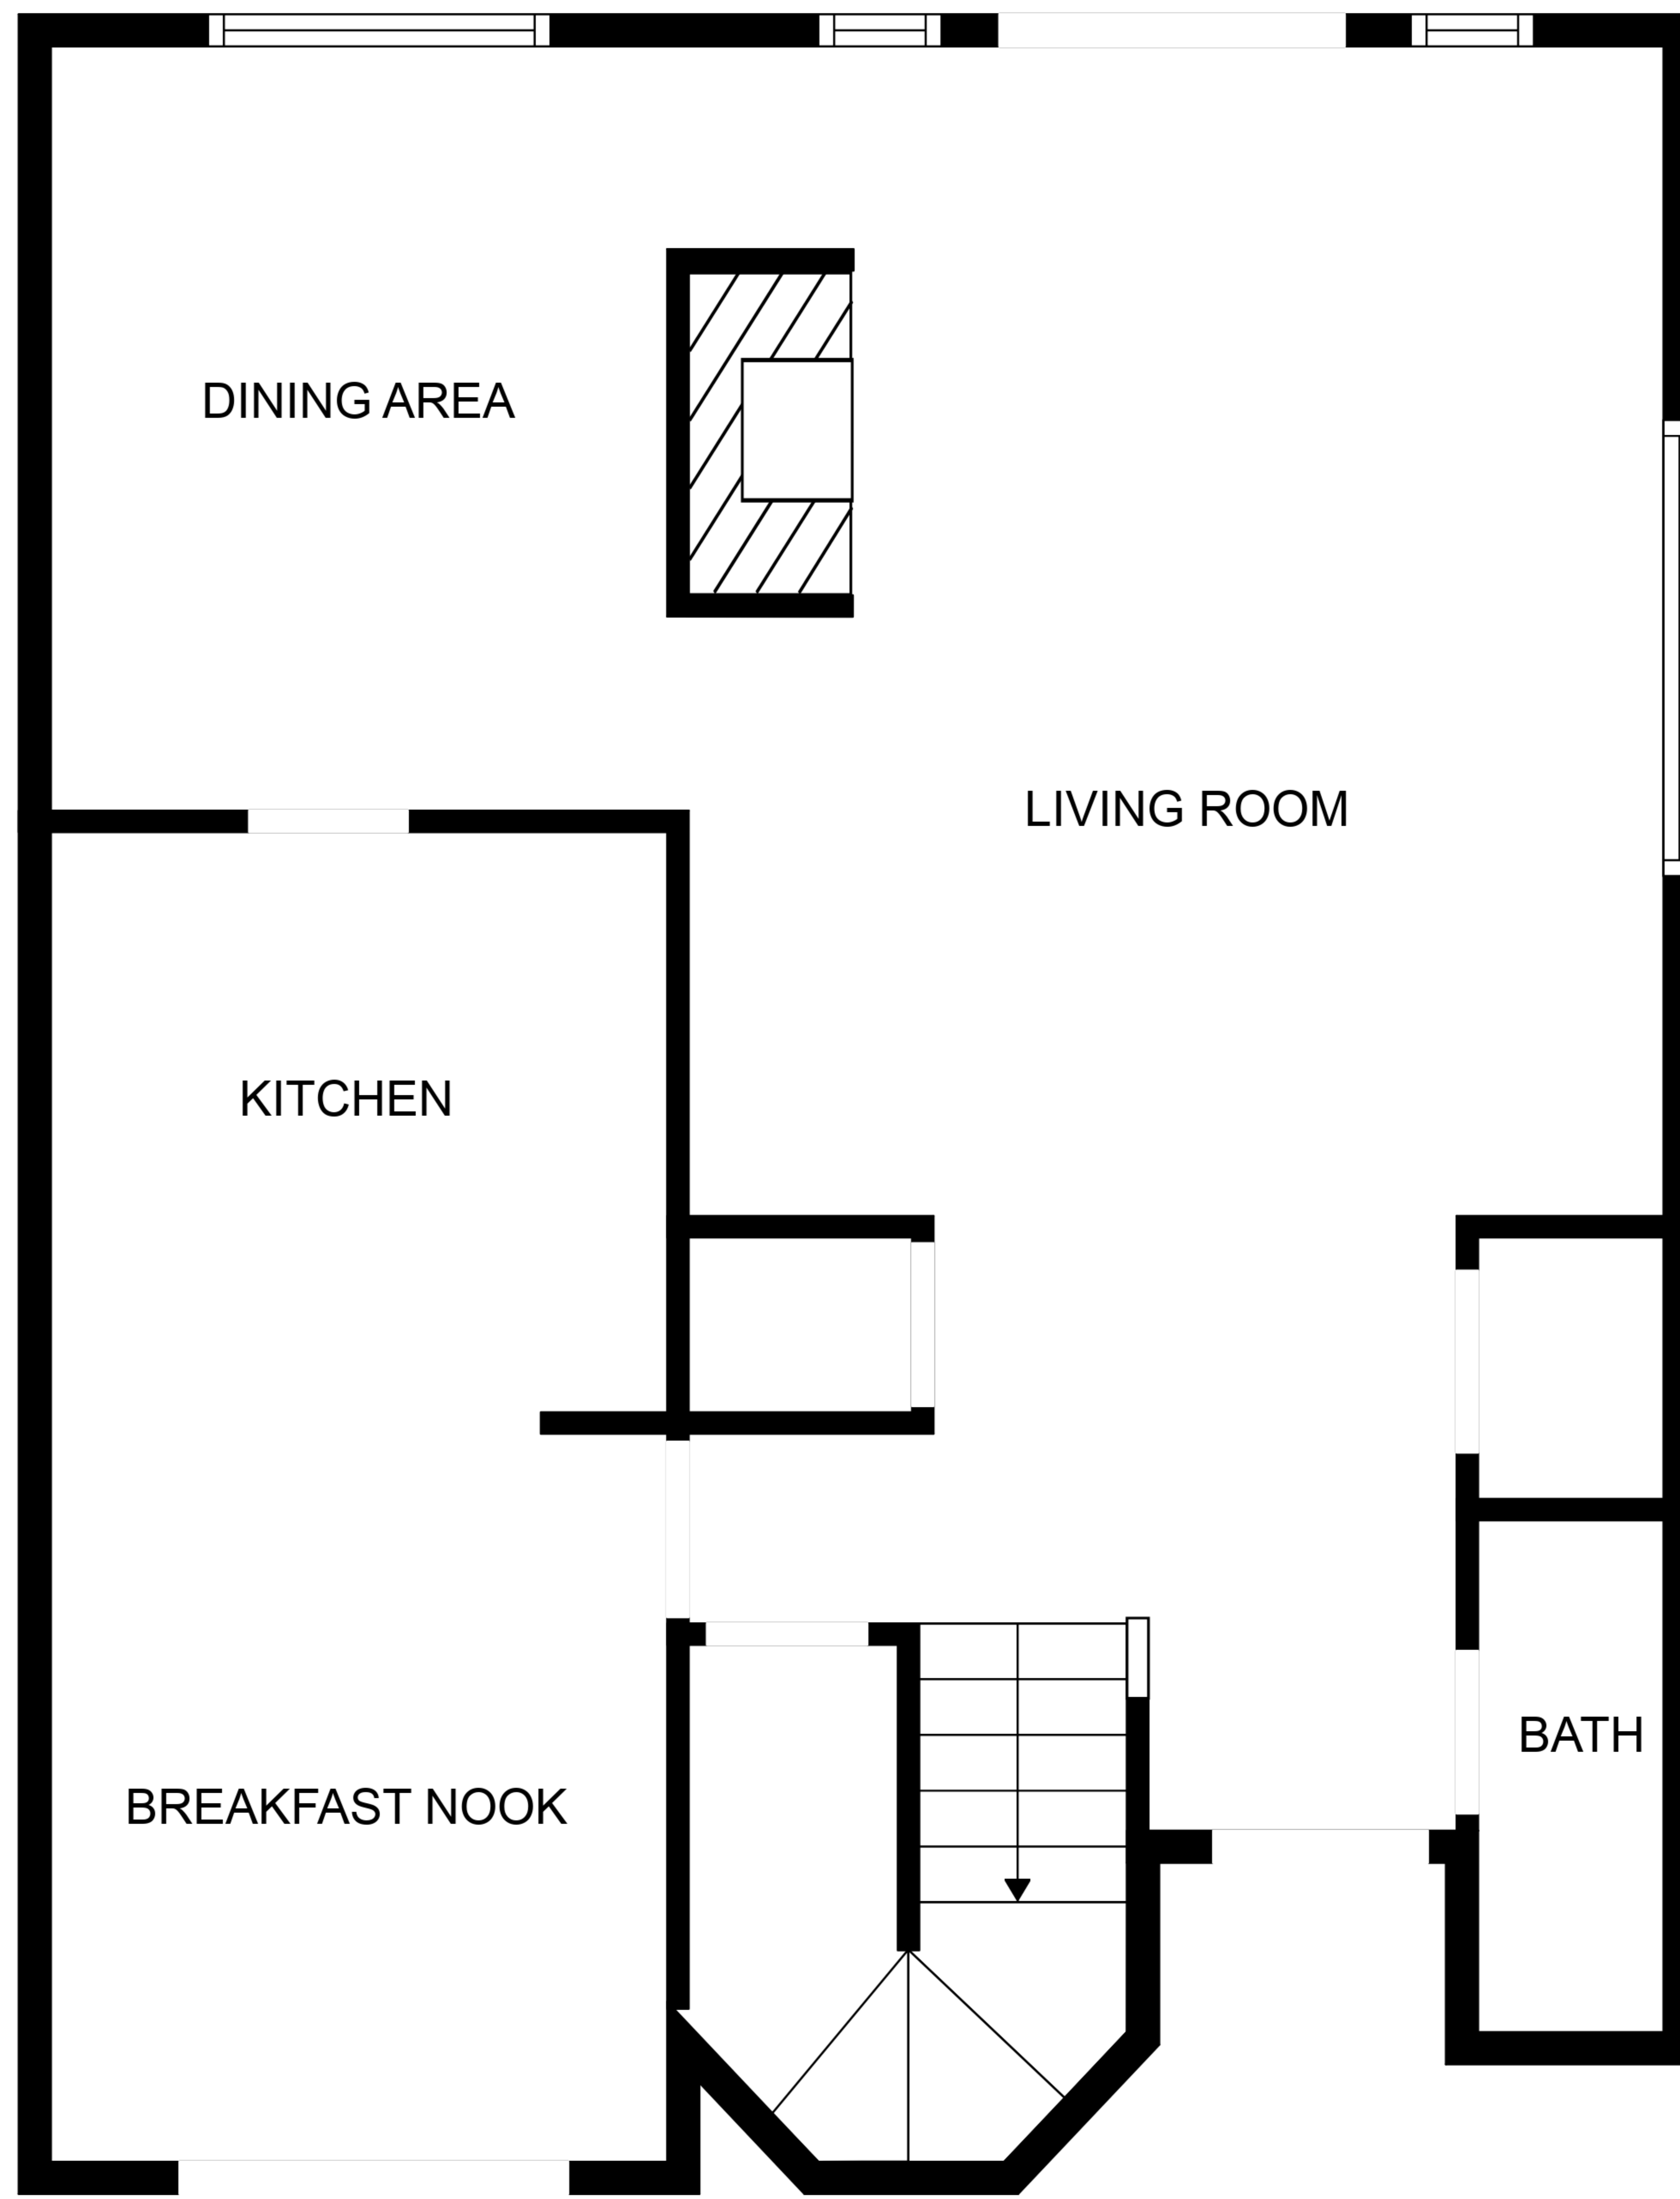 DINING AREA
LIVING ROOM
KITCHEN
BATH
BREAKFAST NOOK